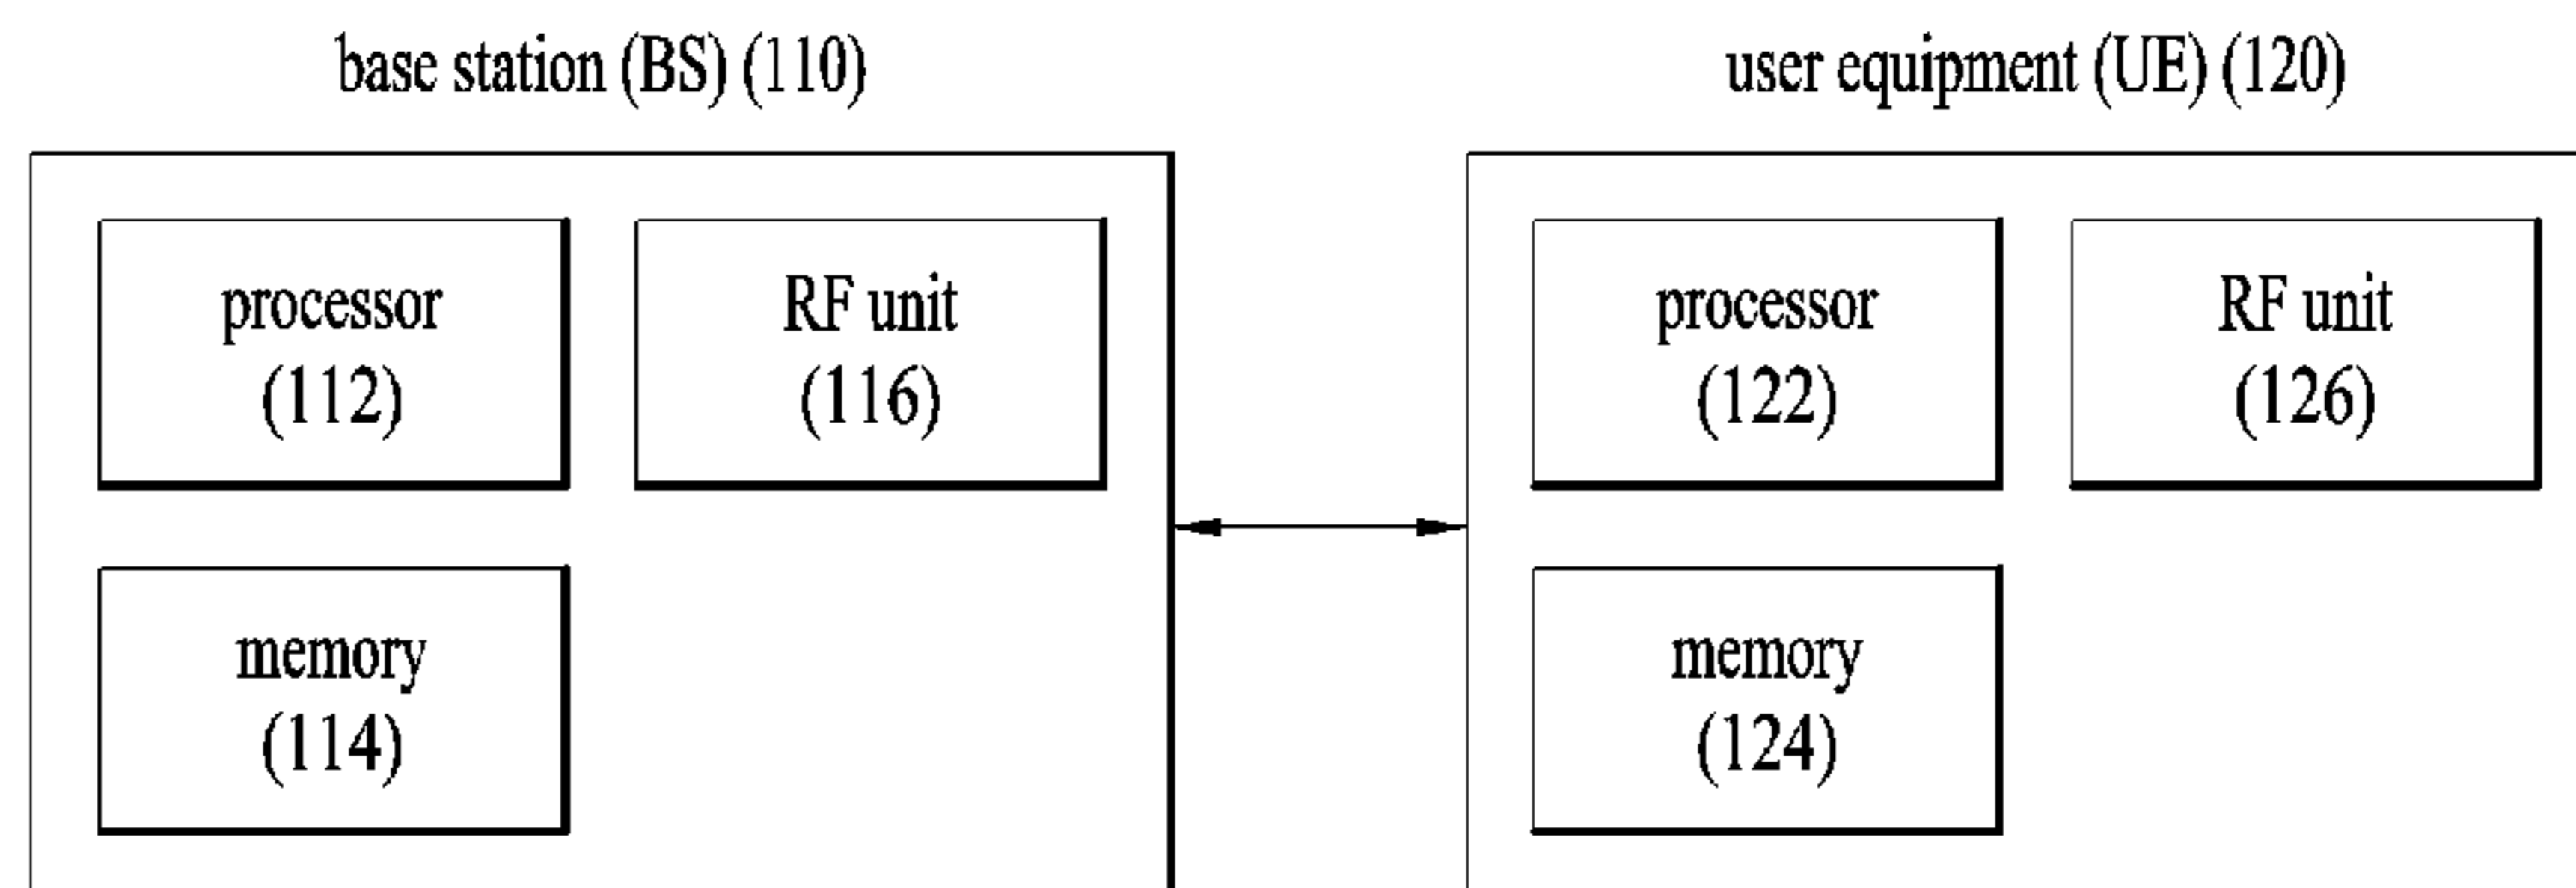 base station (BS) (110)
user equipment (UE) (120)
processor
(112)
RF unit
(116)
memory
(114)
processor
(122)
RF unit
(126)
memory
(124)